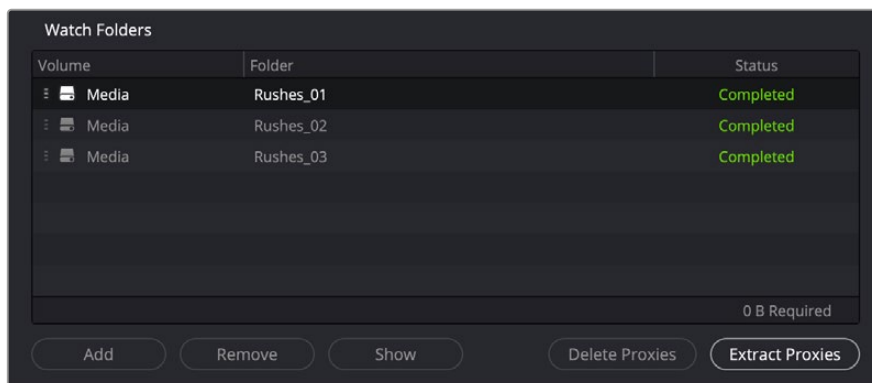 Watch Folders
Volume Folder Status
Media Rushes_01 Completed
Media Rushes_02 Completed
Media Rushes_03 Completed
0 B Required
Add Remove Show Delete Proxies Extract Proxies